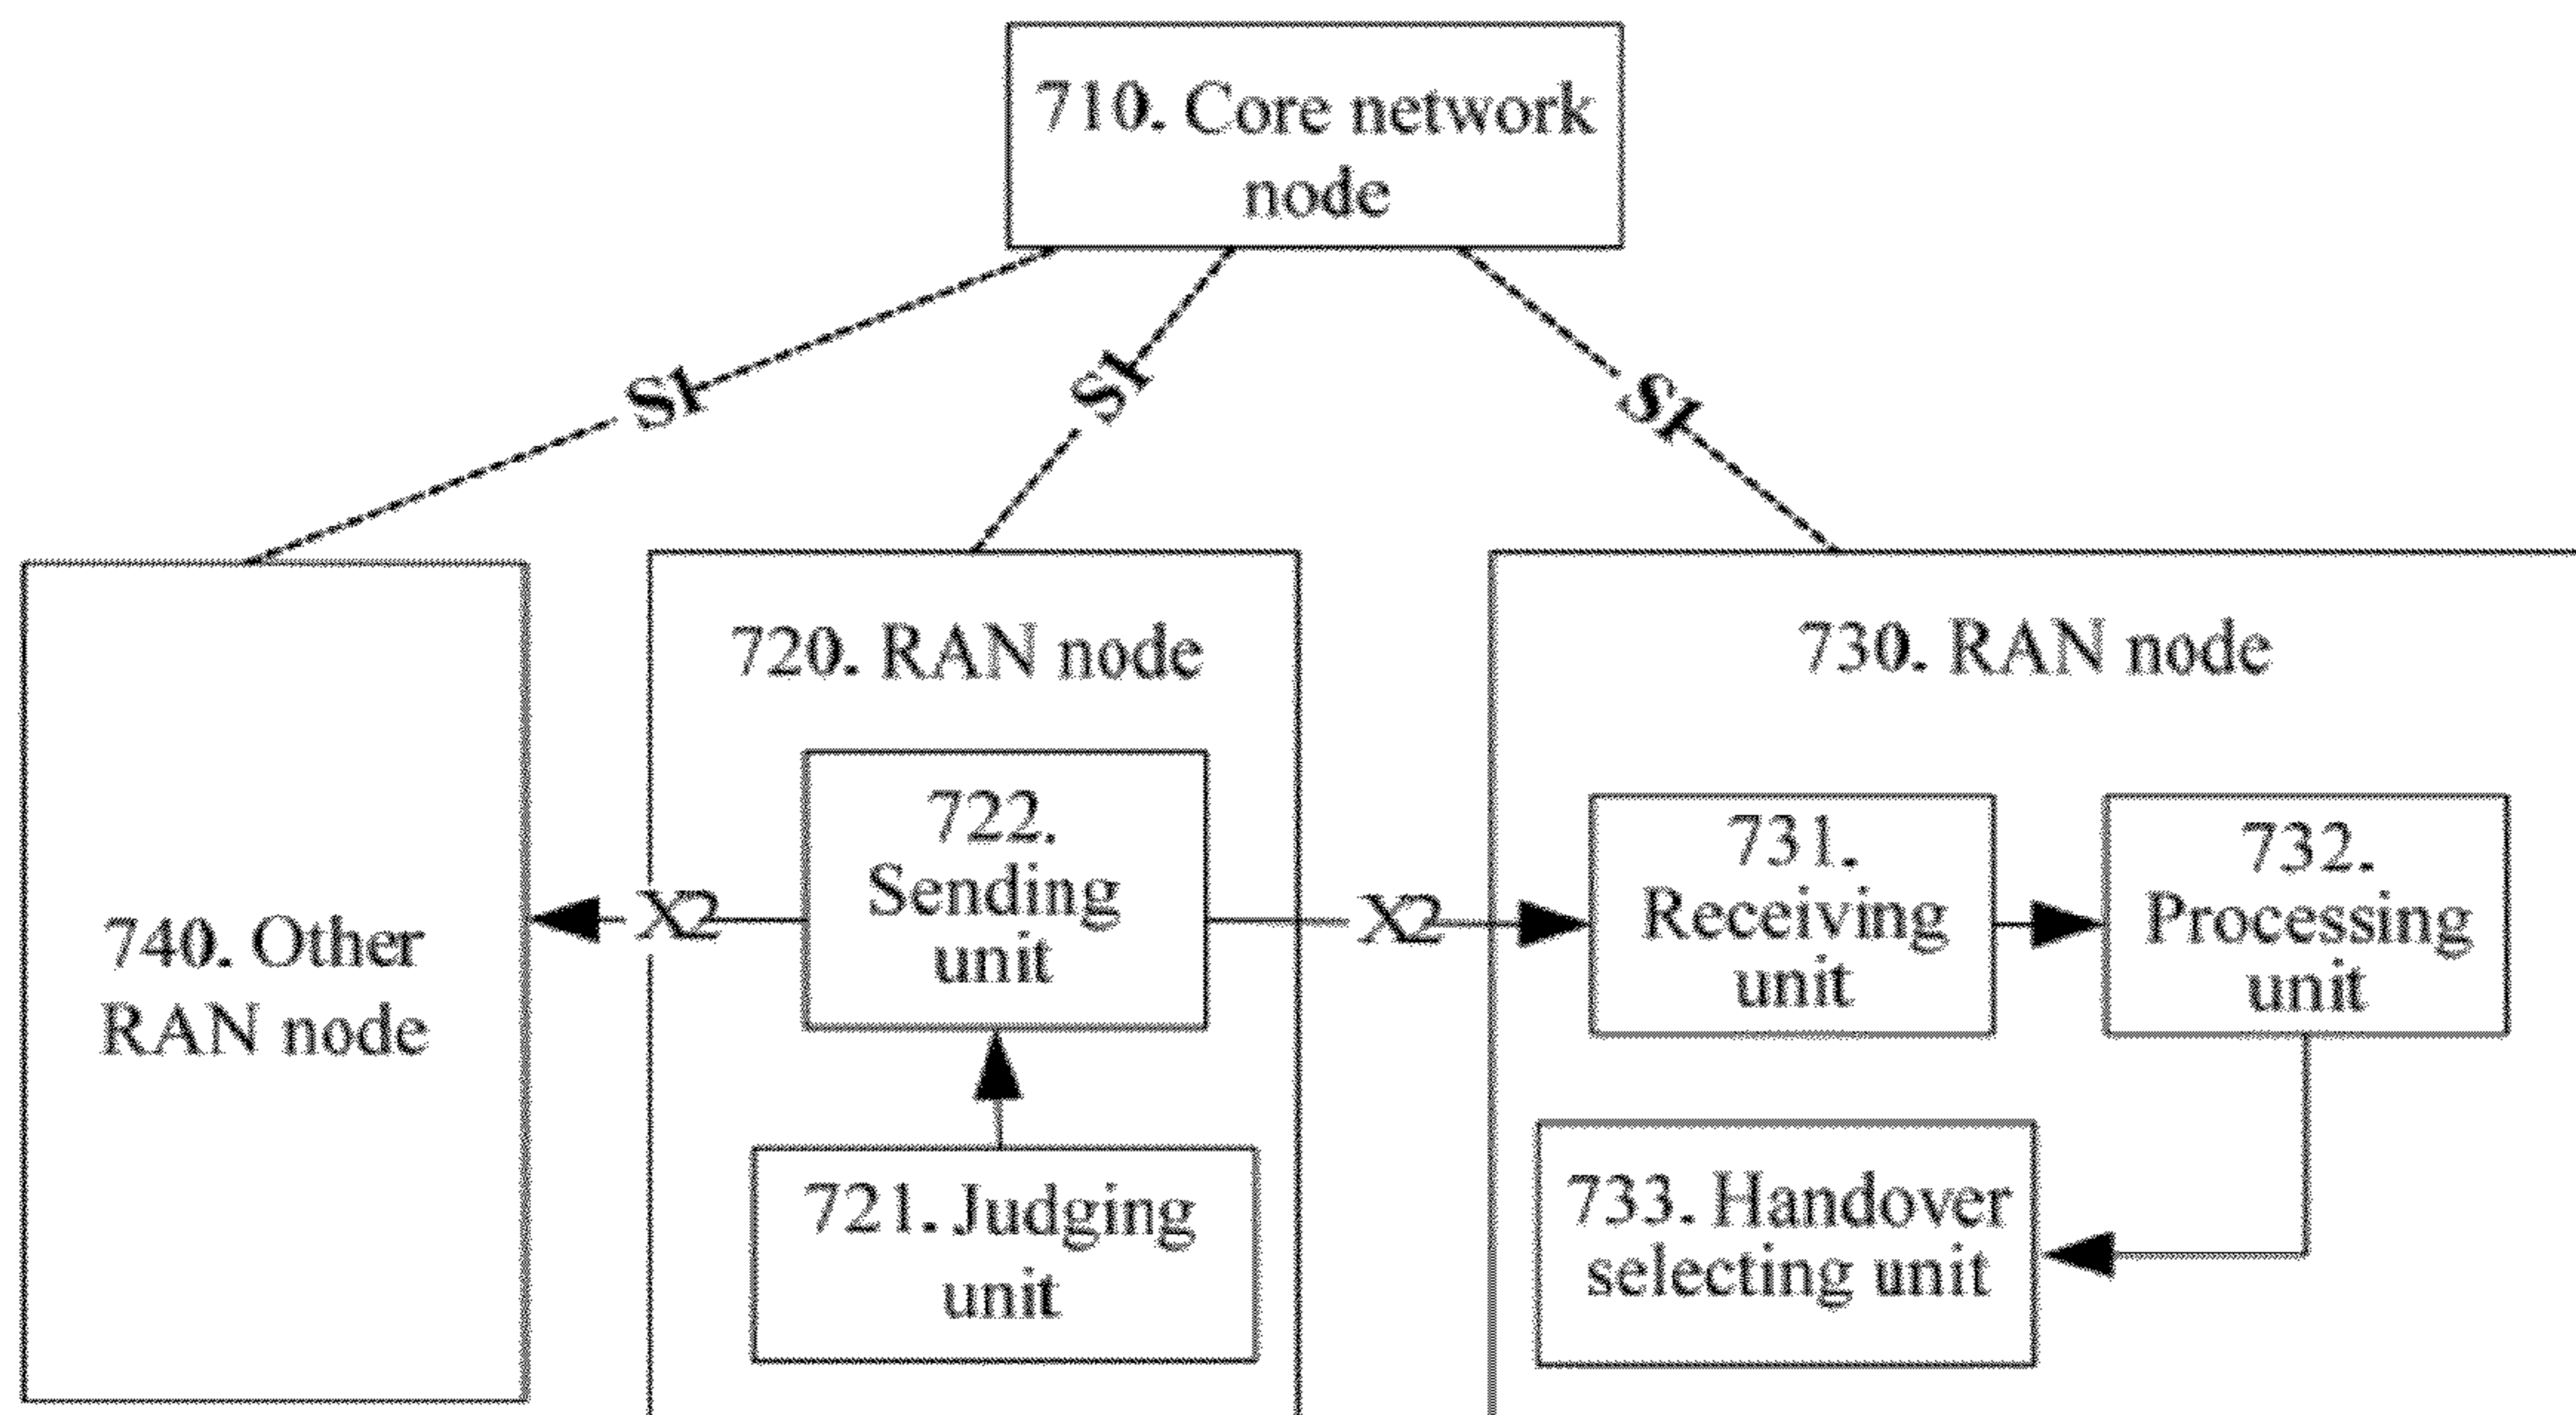 710. Core network
node
S1
S1
S1
720. RAN node
730. RAN node
722.
Sending
unit
731.
Receiving
unit
732.
Processing
unit
X2
X2
740. Other
RAN node
721. Judging
unit
733. Handover
selecting unit